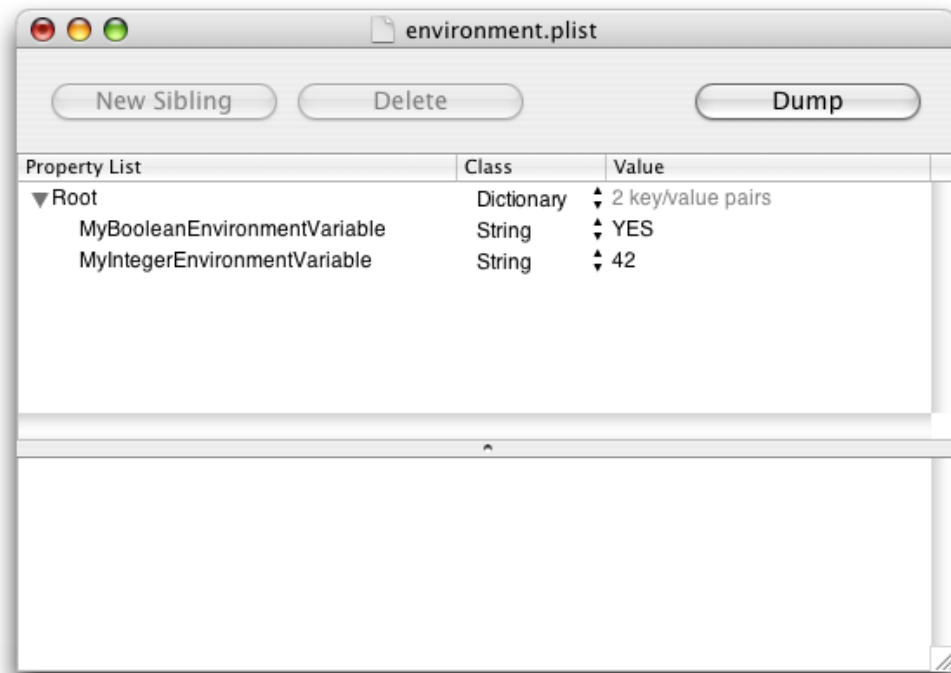 environment.plist
New Sibling Delete Dump
Property List Class Value
Root Dictionary 2 key/value pairs
MyBooleanEnvironmentVariable String YES
MyIntegerEnvironmentVariable String 42